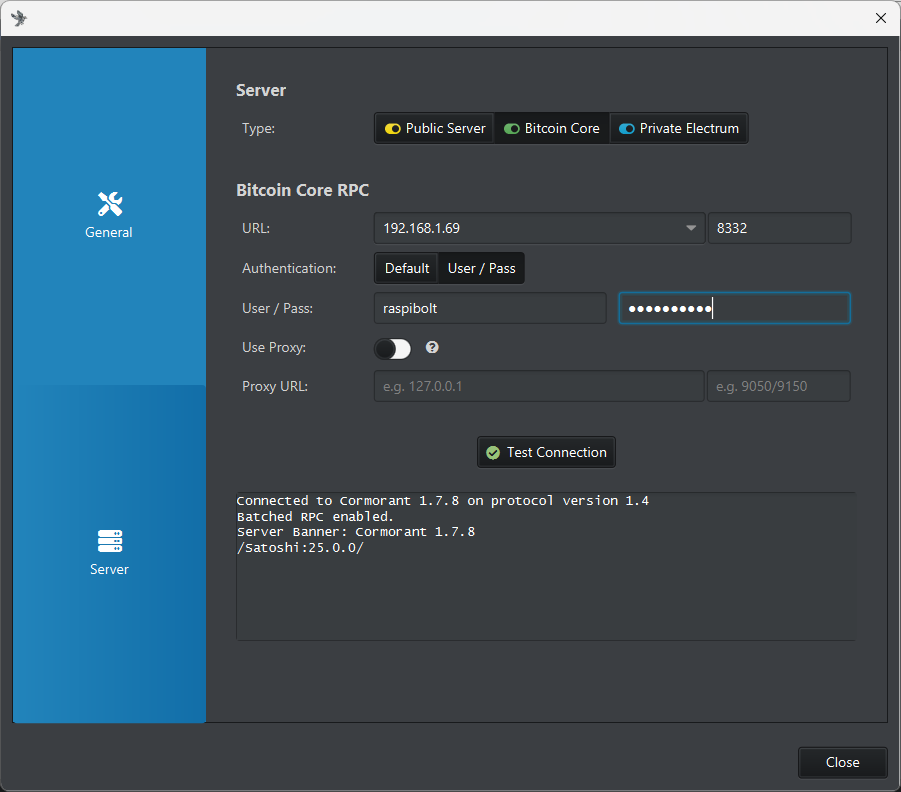 Server
Type: Public Server Bitcoin Core Private Electrum
Bitcoin Core RPC
URL: 192.168.1.69 8332
Authentication: Default User / Pass
User / Pass: raspibolt ●●●●●●●●●●
Use Proxy: ?
Proxy URL: e.g. 127.0.0.1 e.g. 9050/9150
Test Connection
Connected to Cormorant 1.7.8 on protocol version 1.4
Batched RPC enabled.
Server Banner: Cormorant 1.7.8
/Satoshi:25.0.0/
General
Server
Close